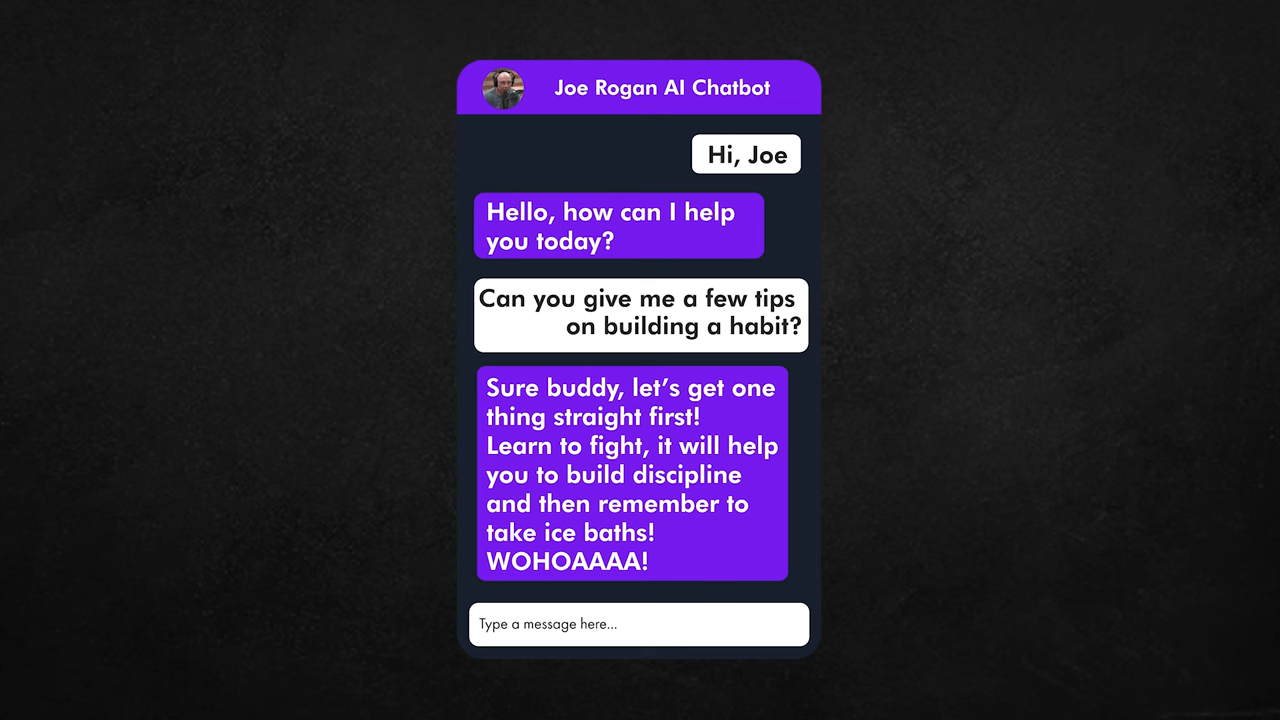 Joe Rogan AI Chatbot
Hi, Joe
Hello, how can I help
you today?
Can you give me a few tips
on building a habit?
Sure buddy, let’s get one
thing straight first!
Learn to fight, it will help
you to build discipline
and then remember to
take ice baths!
WOHOAAAA!
Type a message here...